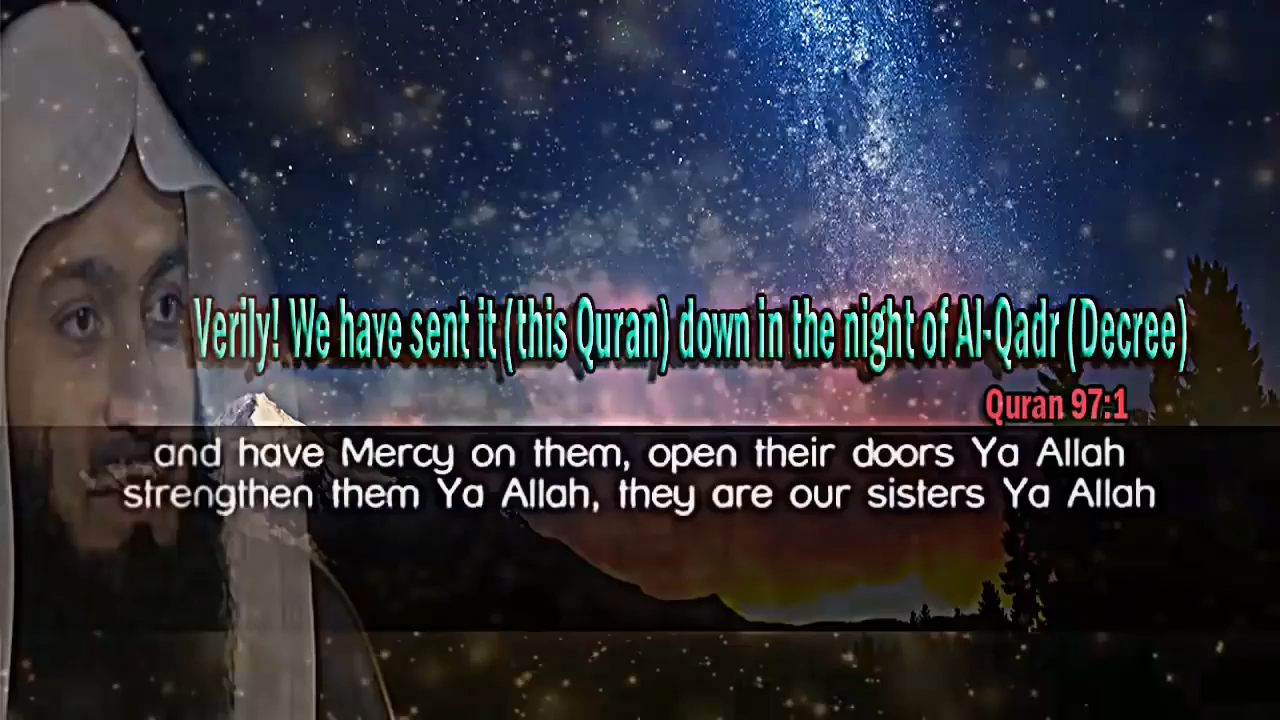 Verily! We have sent it (this Quran) down in the night of Al-Qadr (Decree)
Quran 97:1
and have Mercy on them, open their doors Ya Allah
strengthen them Ya Allah, they are our sisters Ya Allah